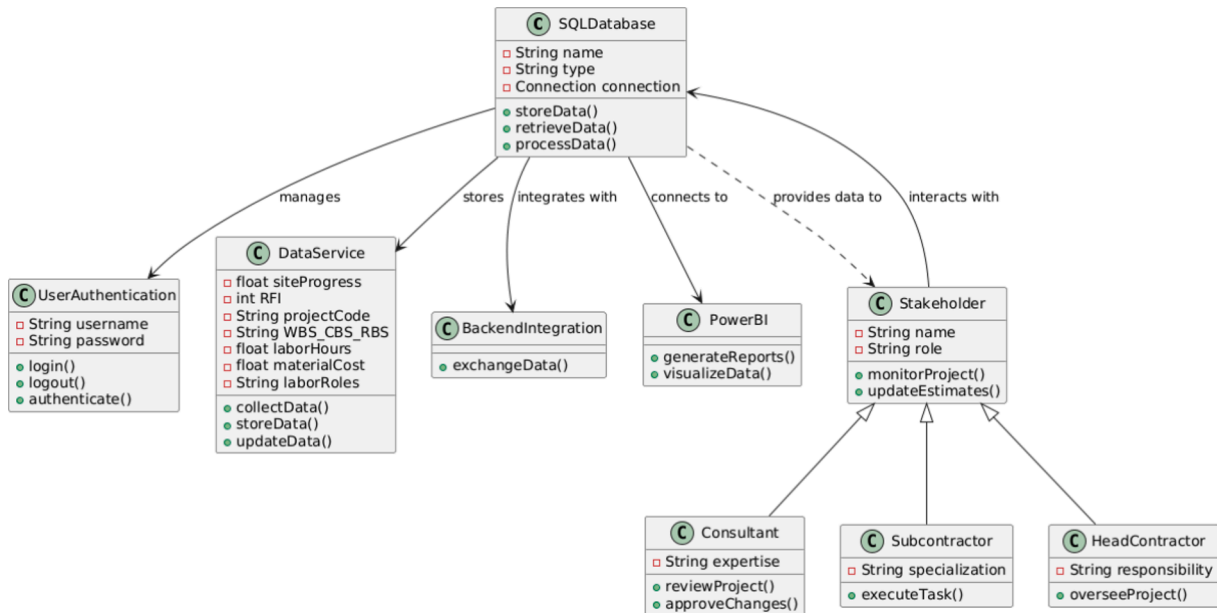 C SQLDatabase
String name
String type
Connection connection
storeData()
retrieveData()
processData()
manages
stores
integrates with
connects to
provides data to
interacts with
C UserAuthentication
String username
String password
login()
logout()
authenticate()
C DataService
float siteProgress
int RFI
String projectCode
String WBS_CBS_RBS
float laborHours
float materialCost
String laborRoles
collectData()
storeData()
updateData()
C BackendIntegration
exchangeData()
C PowerBI
generateReports()
visualizeData()
C Stakeholder
String name
String role
monitorProject()
updateEstimates()
C Consultant
String expertise
reviewProject()
approveChanges()
C Subcontractor
String specialization
executeTask()
C HeadContractor
String responsibility
overseeProject()